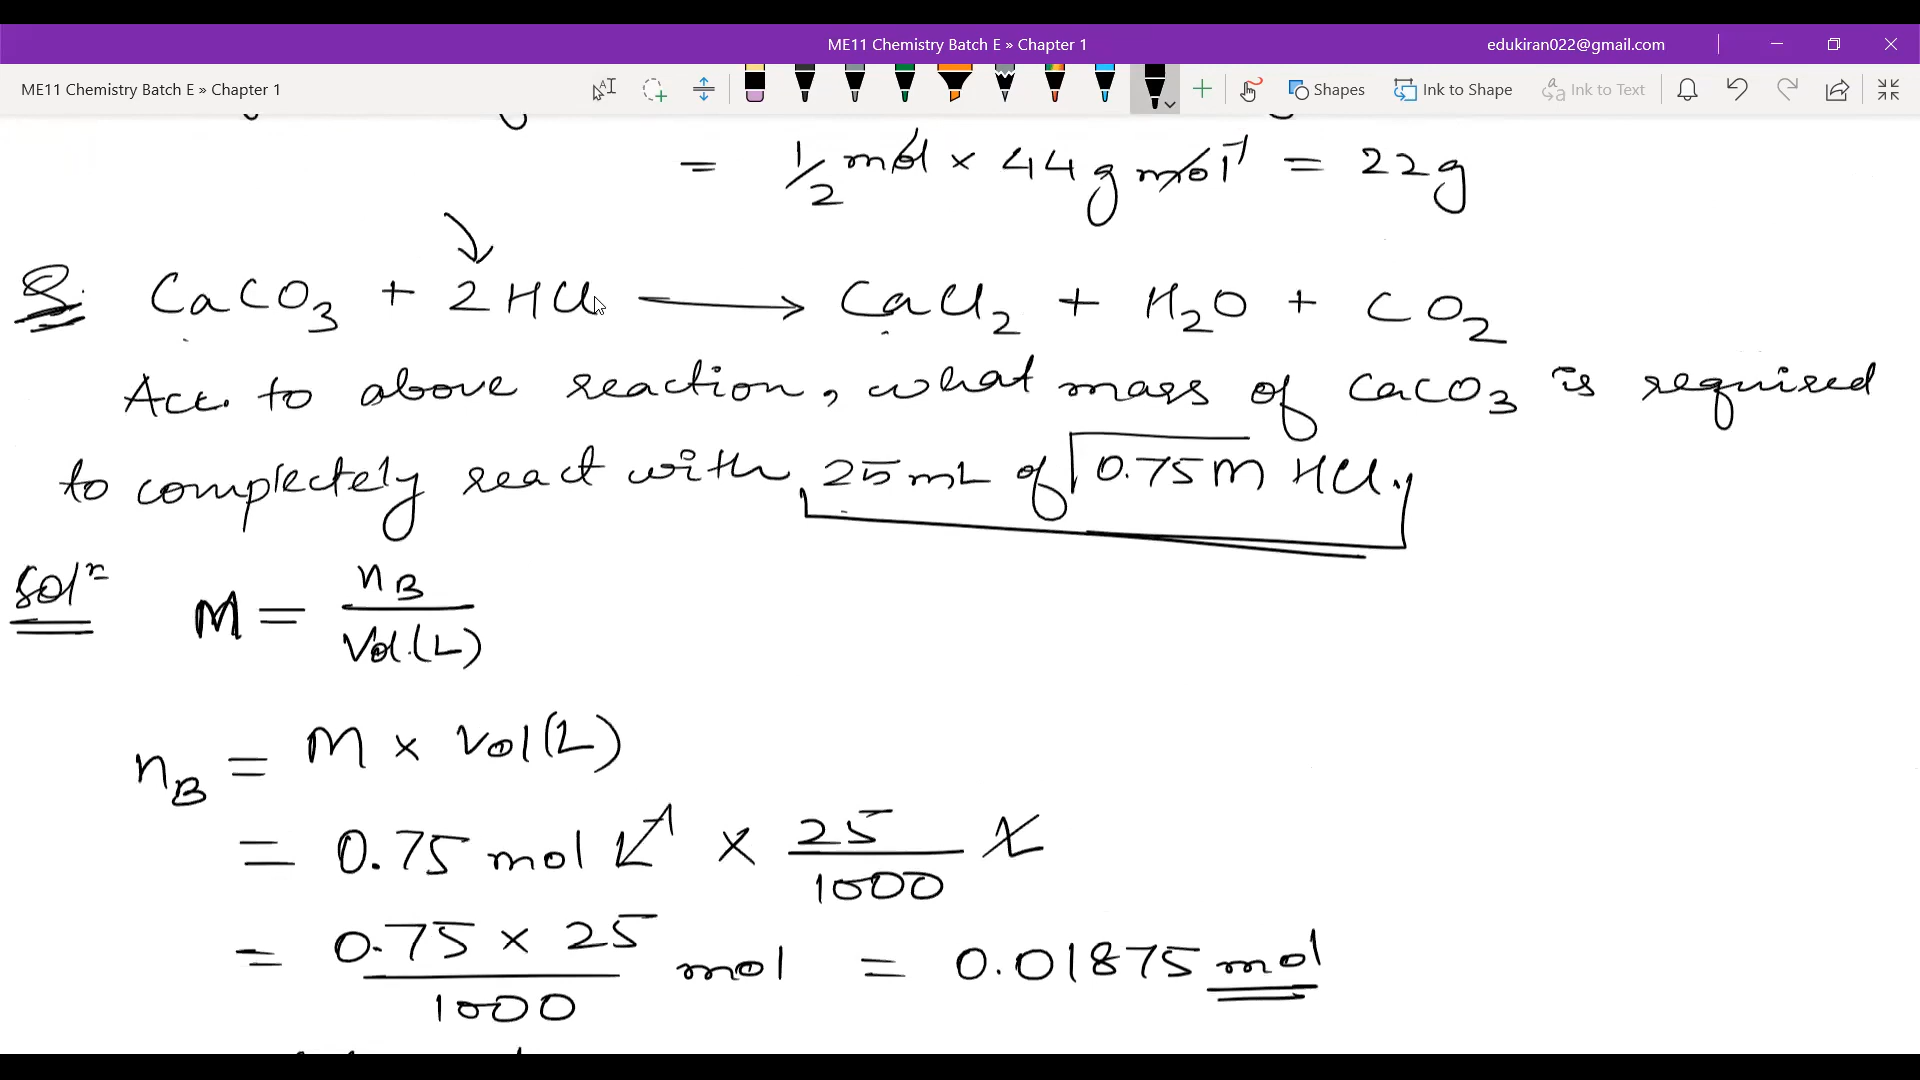 ME11 Chemistry Batch E » Chapter 1
edukiran022@gmail.com
ME11 Chemistry Batch E » Chapter 1
Shapes
Ink to Shape
Ink to Text
= 1/2 mol × 44 g mol⁻¹ = 22g
Q. CaCO₃ + 2HCl ⟶ CaCl₂ + H₂O + CO₂
Acc. to above reaction, what mass of CaCO₃ is required
to completely react with 25 mL of 0.75 M HCl.
Solⁿ M = n_B / Vol.(L)
n_B = M × Vol(L)
= 0.75 mol L⁻¹ × 25/1000 L
= 0.75 × 25 / 1000 mol = 0.01875 mol